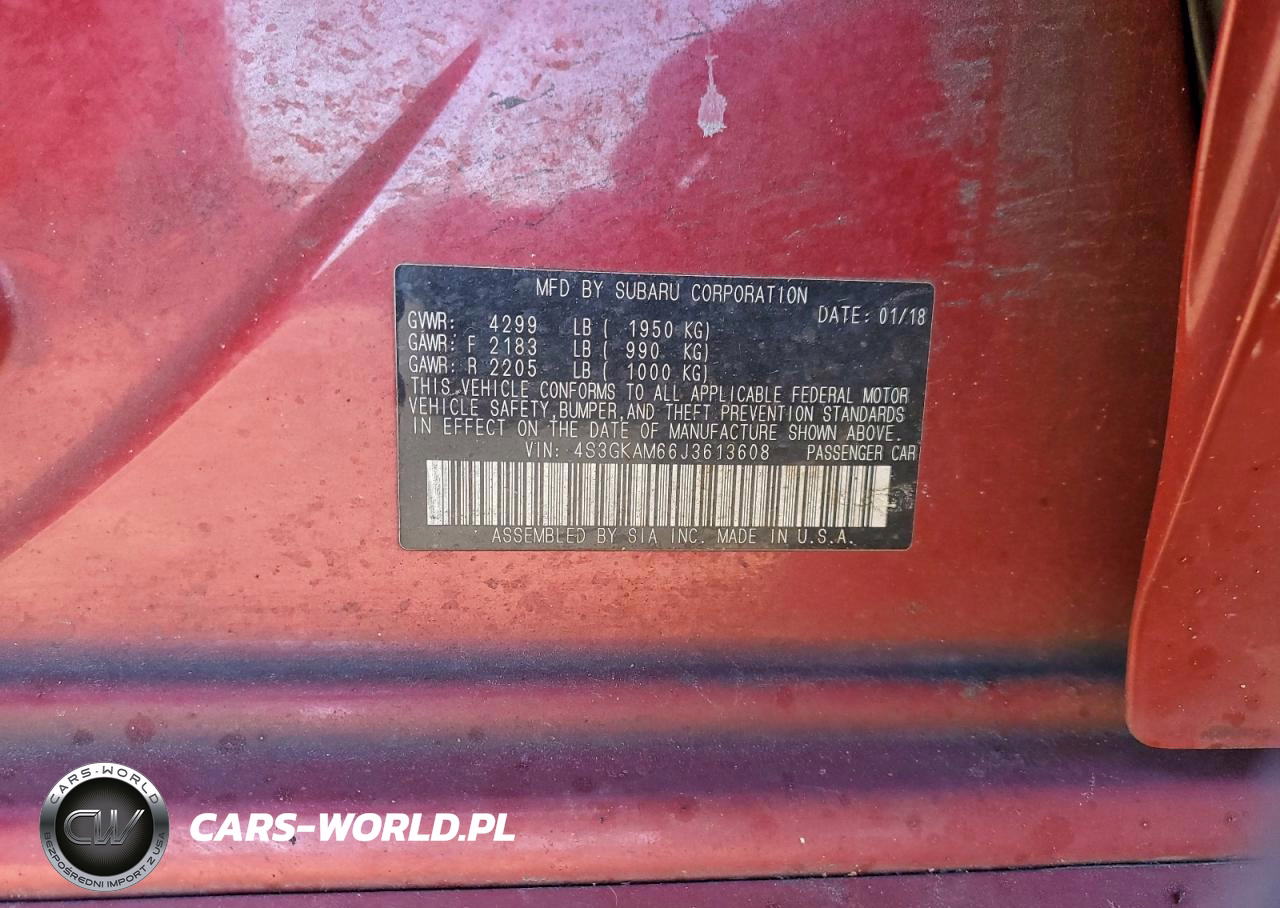 MFD BY SUBARU CORPORATION
DATE: 01/18
GVWR: 4299 LB ( 1950 KG)
GAWR: F 2183 LB ( 990 KG)
GAWR: R 2205 LB ( 1000 KG)
THIS VEHICLE CONFORMS TO ALL APPLICABLE FEDERAL MOTOR
VEHICLE SAFETY,BUMPER,AND THEFT PREVENTION STANDARDS
IN EFFECT ON THE DATE OF MANUFACTURE SHOWN ABOVE.
VIN: 4S3GKAM66J3613608 PASSENGER CAR
ASSEMBLED BY SIA INC. MADE IN U.S.A.
CARS-WORLD
CW
BEZPOŚREDNI IMPORT Z USA
CARS-WORLD.PL